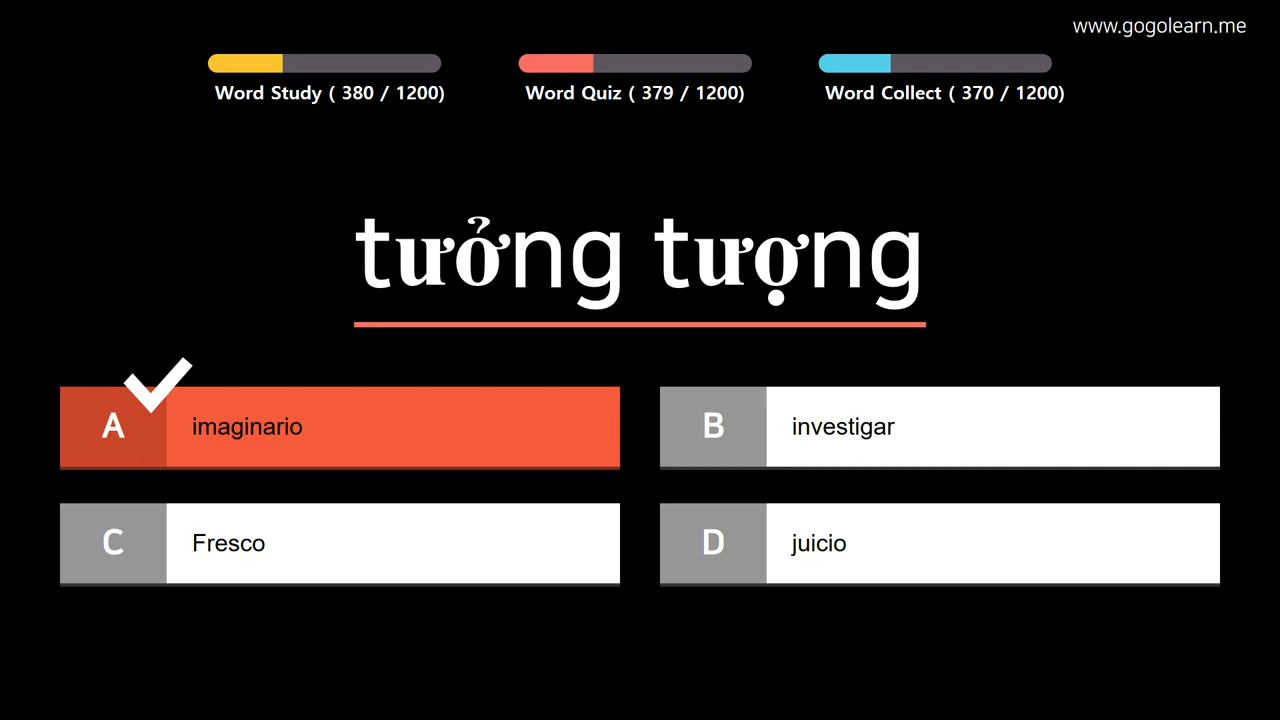 www.gogolearn.me
Word Study ( 380 / 1200)
Word Quiz ( 379 / 1200)
Word Collect ( 370 / 1200)
tưởng tượng
A imaginario
B investigar
C Fresco
D juicio